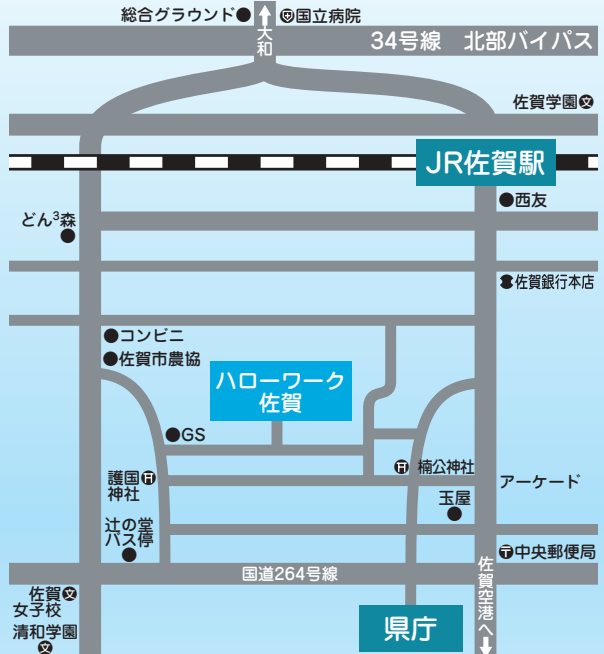 総合グラウンド
国立病院
大和
34号線 北部バイパス
佐賀学園文
JR佐賀駅
西友
どん3森
佐賀銀行本店
コンビニ
佐賀市農協
ハローワーク
佐賀
GS
楠公神社
護国
神社
アーケード
玉屋
辻の堂
バス停
〒中央郵便局
国道264号線
佐賀空港へ
佐賀文
女子校
清和学園
文
県庁